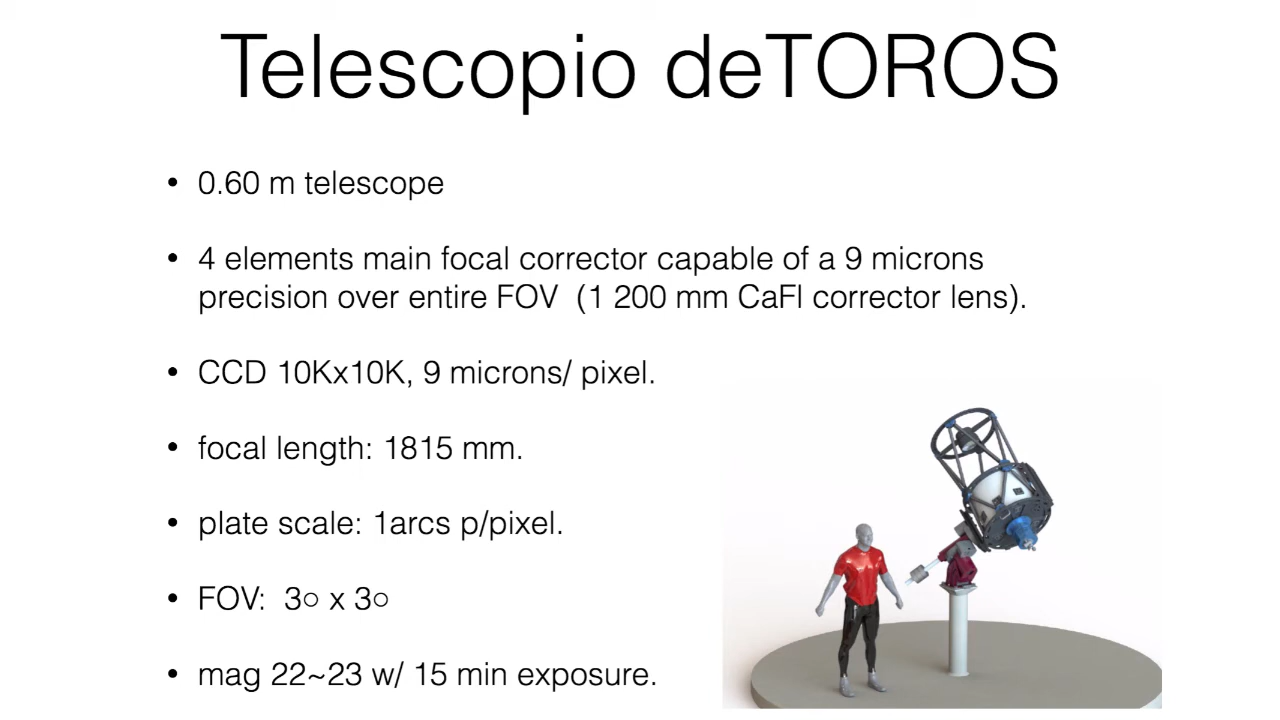 Telescopio deTOROS
• 0.60 m telescope
• 4 elements main focal corrector capable of a 9 microns
precision over entire FOV  (1 200 mm CaFl corrector lens).
• CCD 10Kx10K, 9 microns/ pixel.
• focal length: 1815 mm.
• plate scale: 1arcs p/pixel.
• FOV:  3○ x 3○
• mag 22~23 w/ 15 min exposure.